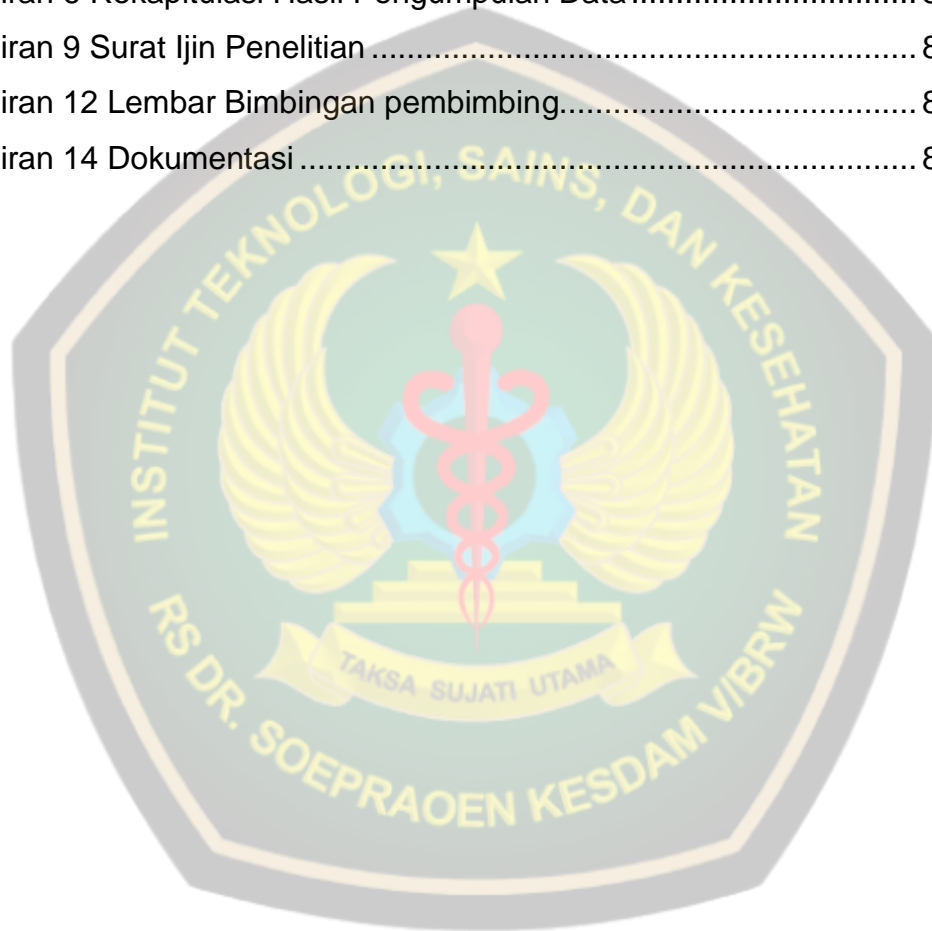 iran 9 Surat Ijin Penelitian ........................................................................ 8
iran 12 Lembar Bimbingan pembimbing............................................... 8
iran 14 Dokumentasi ................................................................................ 8
INSTITUT TEKNOLOGI, SAINS, DAN KESEHATAN
TAKSA SUJATI UTAMA
RS DR. SOEPRAOEN KESDAM V/BRW